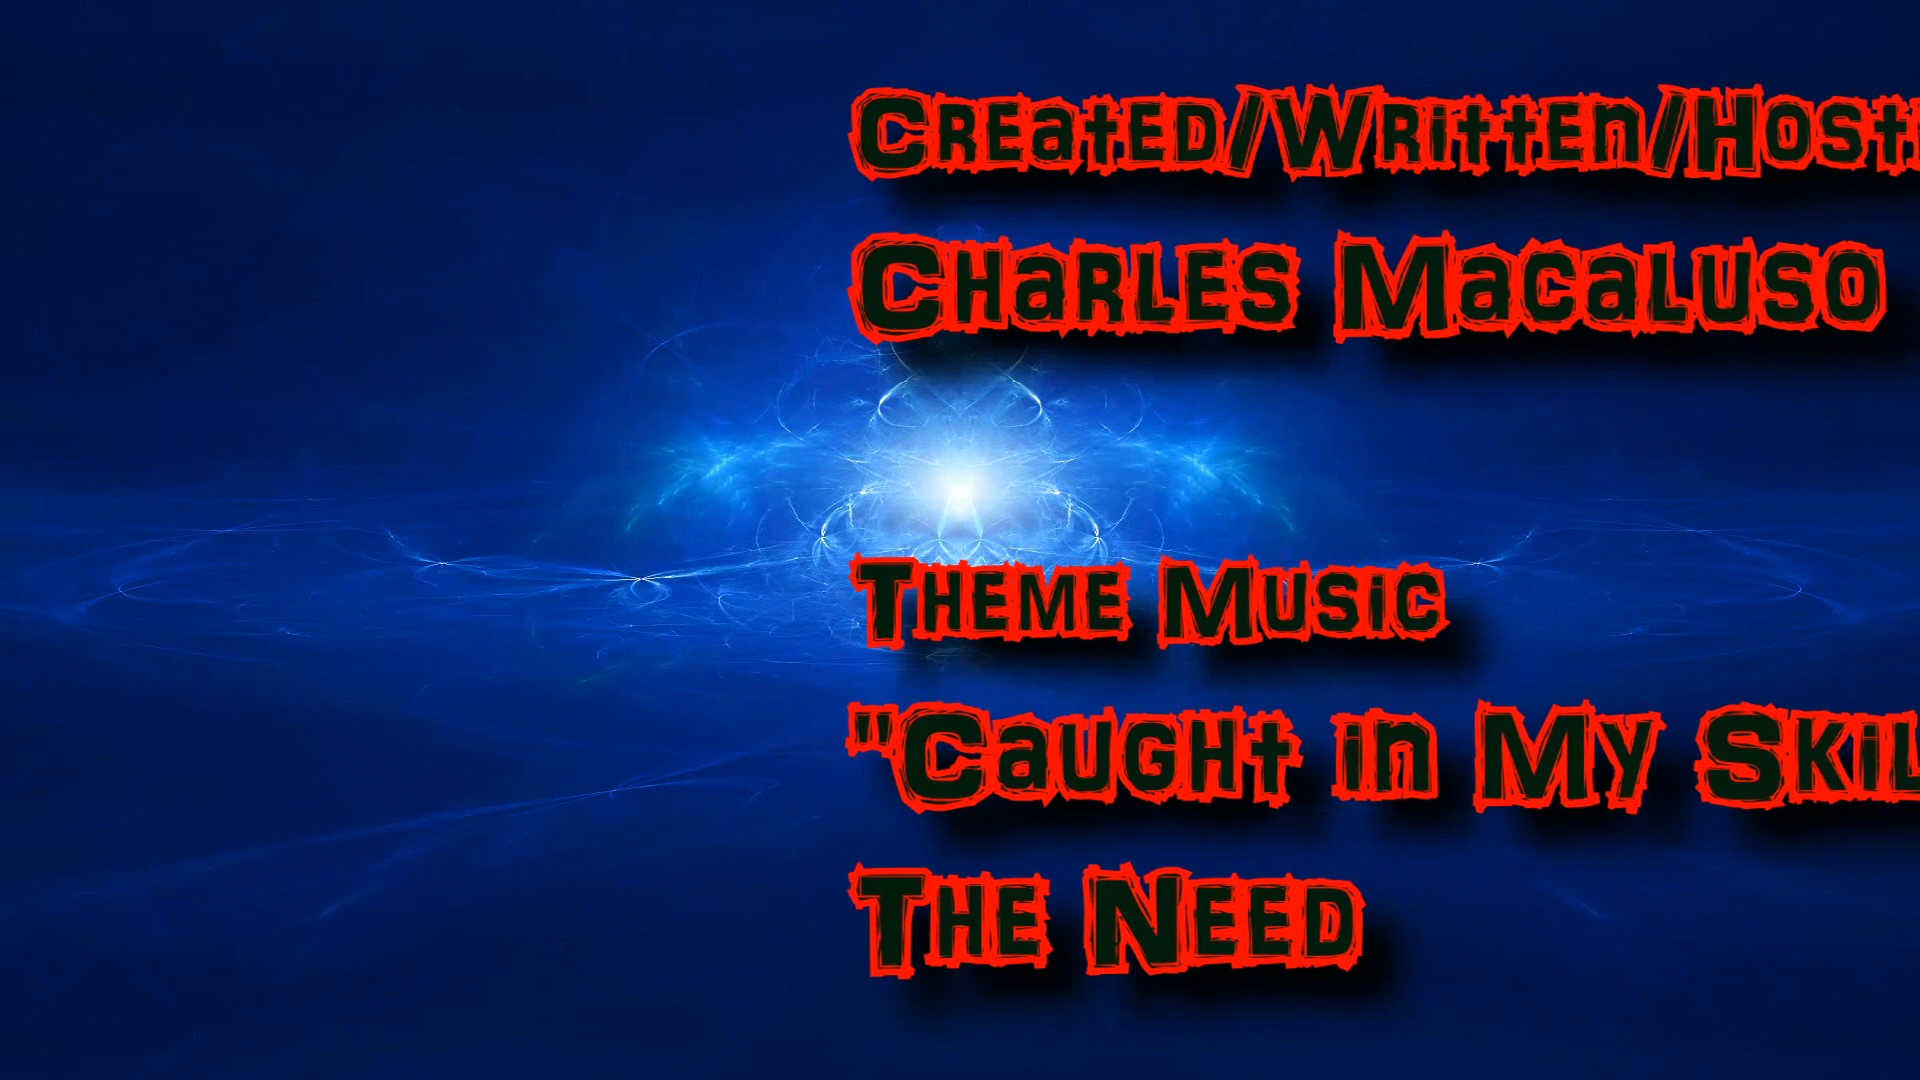 Created/Written/Host
Charles Macaluso
Theme Music
"Caught in My Skil
The Need